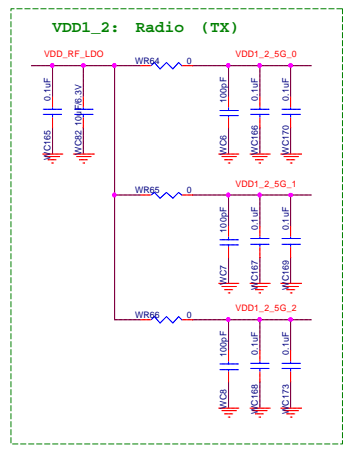 VDD1_2: Radio (TX)
VDD_RF_LDO
WR64 0
VDD1_2_5G_0
WC165 0.1uF
WC82 10uF/6.3V
WC6 100pF
WC166 0.1uF
WC170 0.1uF
WR65 0
VDD1_2_5G_1
WC7 100pF
WC167 0.1uF
WC169 0.1uF
WR66 0
VDD1_2_5G_2
WC8 100pF
WC168 0.1uF
WC173 0.1uF